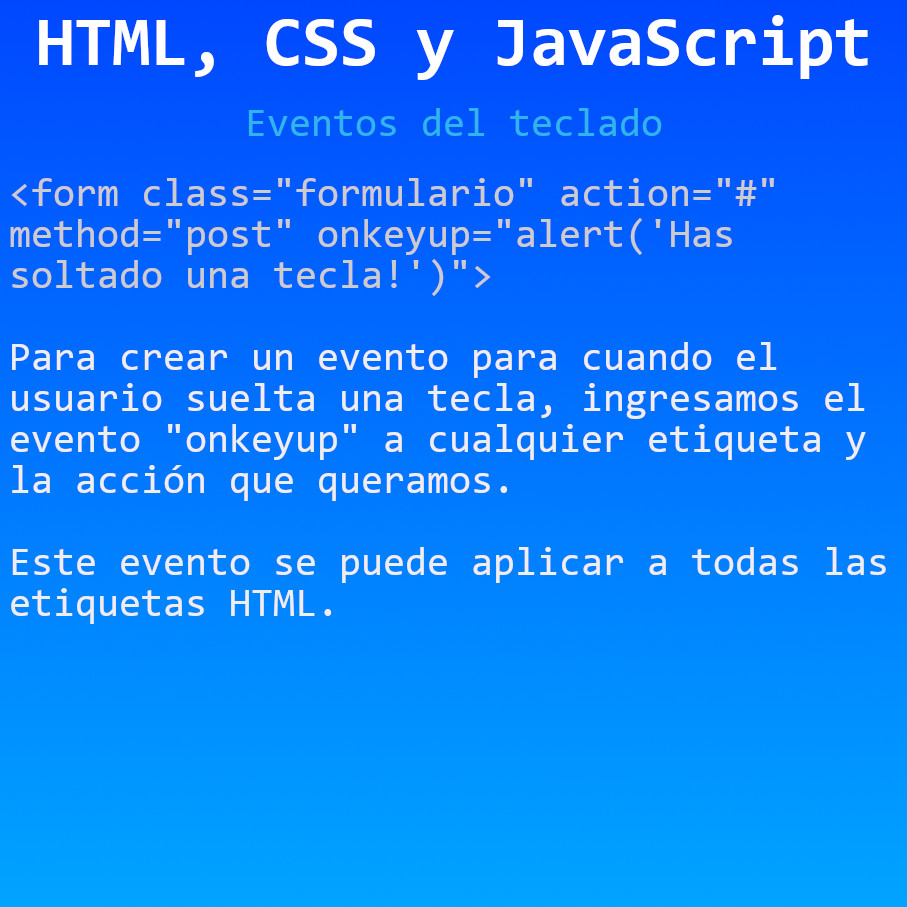 HTML, CSS y JavaScript
Eventos del teclado
<form class="formulario" action="#"
method="post" onkeyup="alert('Has
soltado una tecla!')">
Para crear un evento para cuando el
usuario suelta una tecla, ingresamos el
evento "onkeyup" a cualquier etiqueta y
la acción que queramos.
Este evento se puede aplicar a todas las
etiquetas HTML.